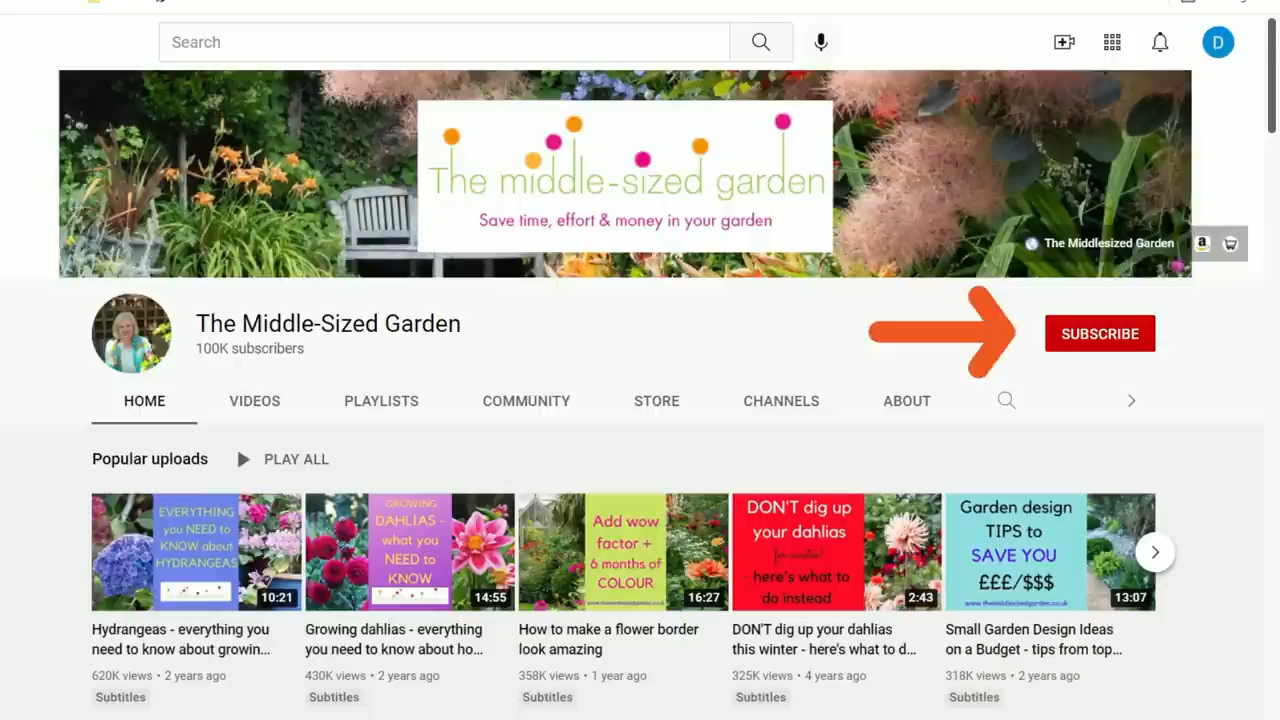 Search
D
The middle-sized garden
Save time, effort & money in your garden
The Middlesized Garden
The Middle-Sized Garden
100K subscribers
SUBSCRIBE
HOME VIDEOS PLAYLISTS COMMUNITY STORE CHANNELS ABOUT
Popular uploads PLAY ALL
EVERYTHING
you NEED to
KNOW about
HYDRANGEAS
10:21
GROWING
DAHLIAS -
what you
NEED to
KNOW
14:55
Add wow
factor +
6 months of
COLOUR
www.themiddlesizedgarden.co.uk
16:27
DON'T dig up
your dahlias
- here's what to
do instead
2:43
Garden design
TIPS to
SAVE YOU
£££/$$$
www.themiddlesizedgarden.co.uk
13:07
Hydrangeas - everything you
need to know about growin...
620K views • 2 years ago
Subtitles
Growing dahlias - everything
you need to know about ho...
430K views • 2 years ago
Subtitles
How to make a flower border
look amazing
358K views • 1 year ago
Subtitles
DON'T dig up your dahlias
this winter - here's what to d...
325K views • 4 years ago
Subtitles
Small Garden Design Ideas
on a Budget - tips from top...
318K views • 2 years ago
Subtitles